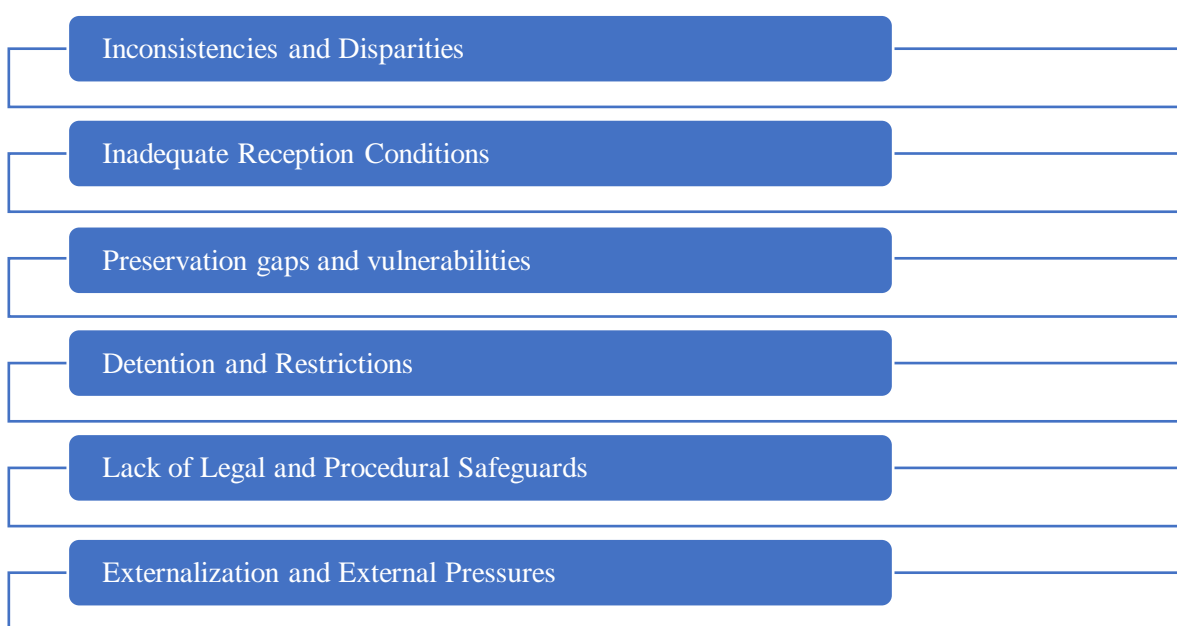 Inconsistencies and Disparities
Inadequate Reception Conditions
Preservation gaps and vulnerabilities
Detention and Restrictions
Lack of Legal and Procedural Safeguards
Externalization and External Pressures